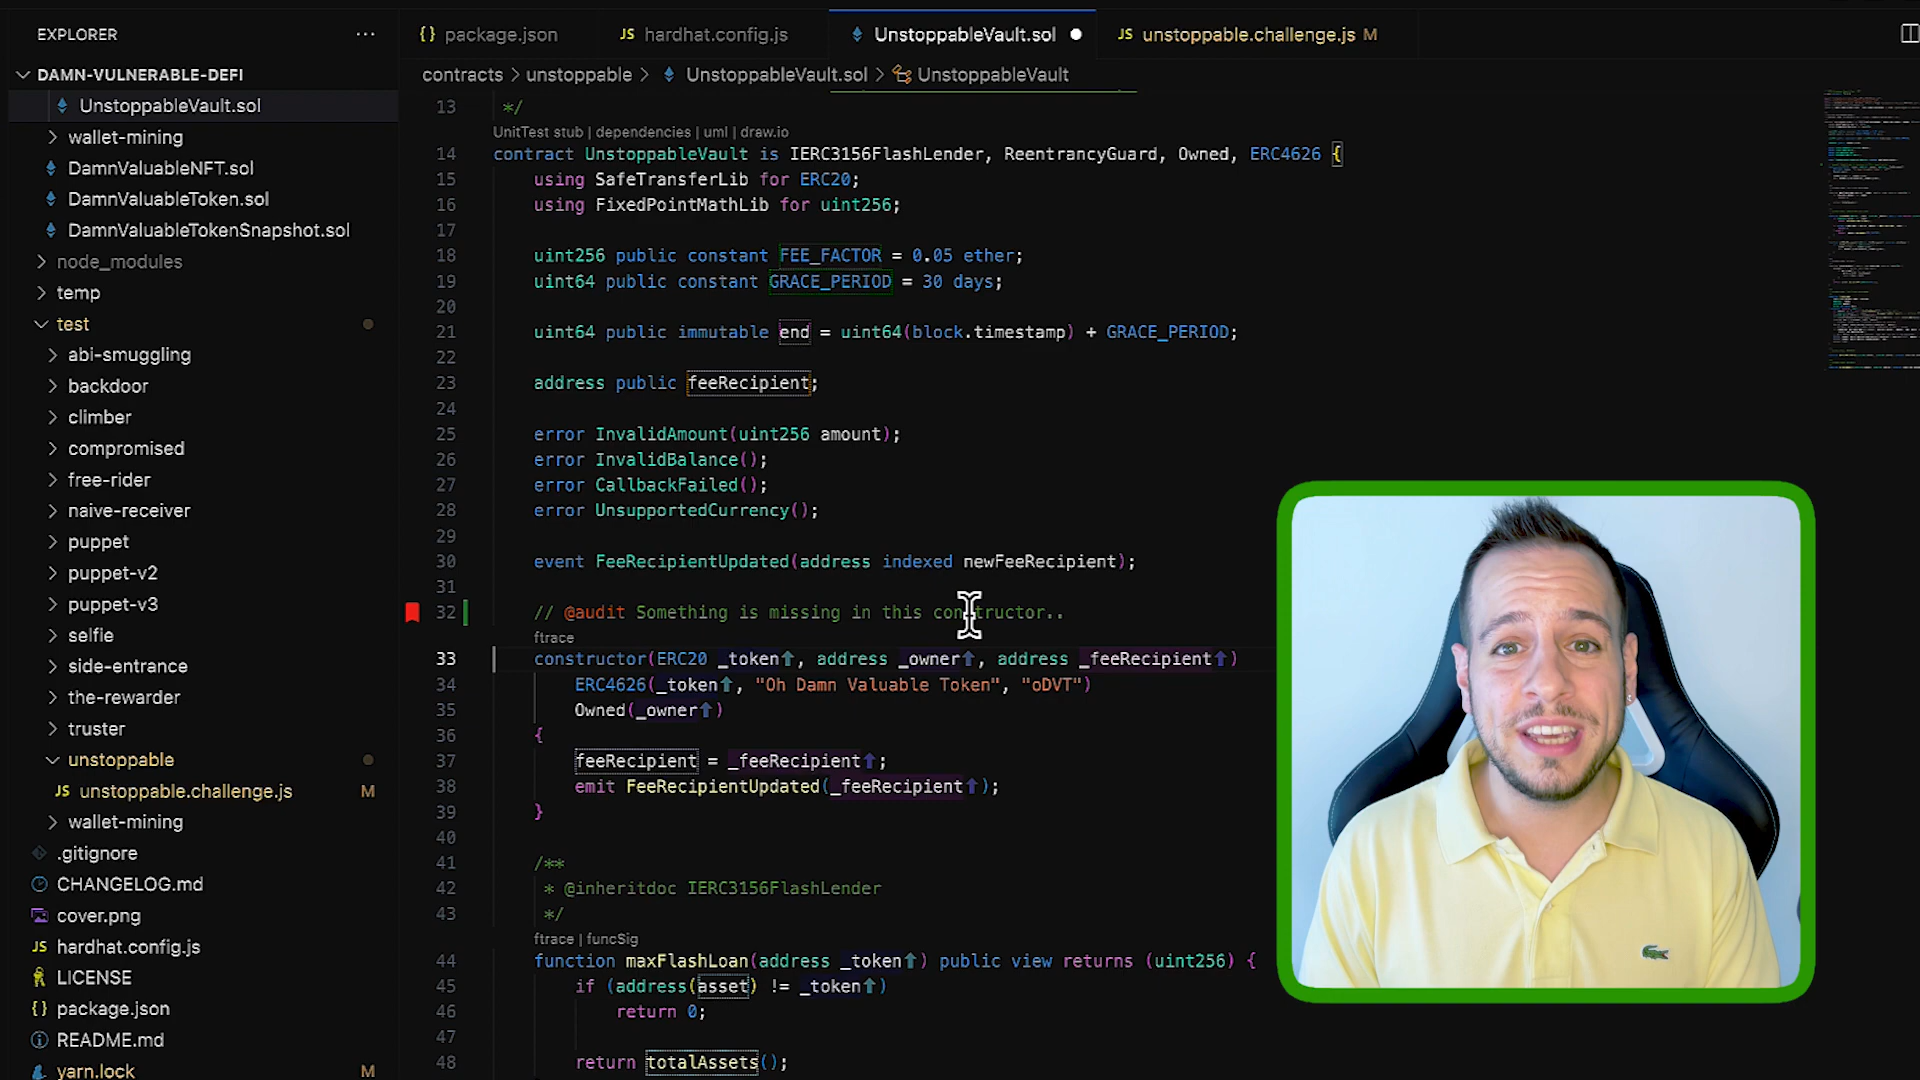 EXPLORER
DAMN-VULNERABLE-DEFI
UnstoppableVault.sol
wallet-mining
DamnValuableNFT.sol
DamnValuableToken.sol
DamnValuableTokenSnapshot.sol
node_modules
temp
test
abi-smuggling
backdoor
climber
compromised
free-rider
naive-receiver
puppet
puppet-v2
puppet-v3
selfie
side-entrance
the-rewarder
truster
unstoppable
JS unstoppable.challenge.js M
wallet-mining
.gitignore
CHANGELOG.md
cover.png
JS hardhat.config.js
LICENSE
{} package.json
README.md
yarn.lock M
{} package.json JS hardhat.config.js UnstoppableVault.sol JS unstoppable.challenge.js M
contracts > unstoppable > UnstoppableVault.sol > UnstoppableVault
13 */
UnitTest stub | dependencies | uml | draw.io
14 contract UnstoppableVault is IERC3156FlashLender, ReentrancyGuard, Owned, ERC4626 {
15 using SafeTransferLib for ERC20;
16 using FixedPointMathLib for uint256;
17
18 uint256 public constant FEE_FACTOR = 0.05 ether;
19 uint64 public constant GRACE_PERIOD = 30 days;
20
21 uint64 public immutable end = uint64(block.timestamp) + GRACE_PERIOD;
22
23 address public feeRecipient;
24
25 error InvalidAmount(uint256 amount);
26 error InvalidBalance();
27 error CallbackFailed();
28 error UnsupportedCurrency();
29
30 event FeeRecipientUpdated(address indexed newFeeRecipient);
31
32 // @audit Something is missing in this constructor..
ftrace
33 constructor(ERC20 _token↑, address _owner↑, address _feeRecipient↑)
34 ERC4626(_token↑, "Oh Damn Valuable Token", "oDVT")
35 Owned(_owner↑)
36 {
37 feeRecipient = _feeRecipient↑;
38 emit FeeRecipientUpdated(_feeRecipient↑);
39 }
40
41 /**
42 * @inheritdoc IERC3156FlashLender
43 */
ftrace | funcSig
44 function maxFlashLoan(address _token↑) public view returns (uint256) {
45 if (address(asset) != _token↑)
46 return 0;
47
48 return totalAssets();